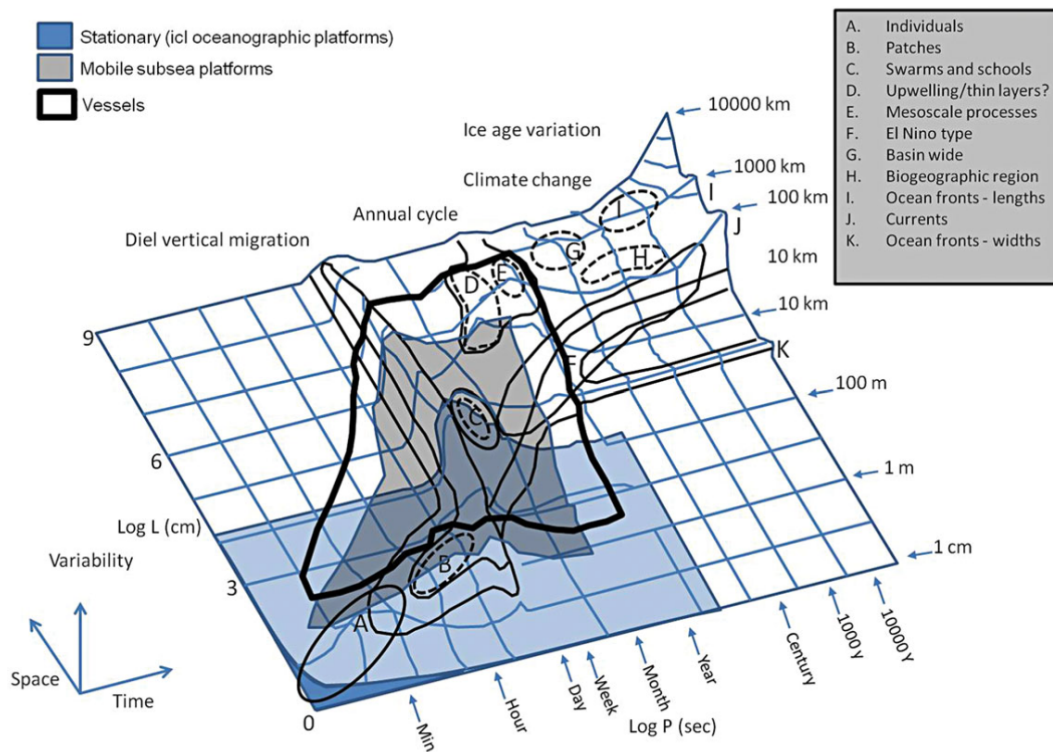 Stationary (icl oceanographic platforms)
Mobile subsea platforms
Vessels
A. Individuals
B. Patches
C. Swarms and schools
D. Upwelling/thin layers?
E. Mesoscale processes
F. El Nino type
G. Basin wide
H. Biogeographic region
I. Ocean fronts - lengths
J. Currents
K. Ocean fronts - widths
Ice age variation
Climate change
Annual cycle
Diel vertical migration
10000 km
1000 km
I
100 km
J
10 km
10 km
K
100 m
1 m
1 cm
I
G
H
D
E
F
C
B
A
9
6
Log L (cm)
Variability
3
Space
Time
0
Min
Hour
Day
Week
Month
Year
Century
1000 Y
10000 Y
Log P (sec)